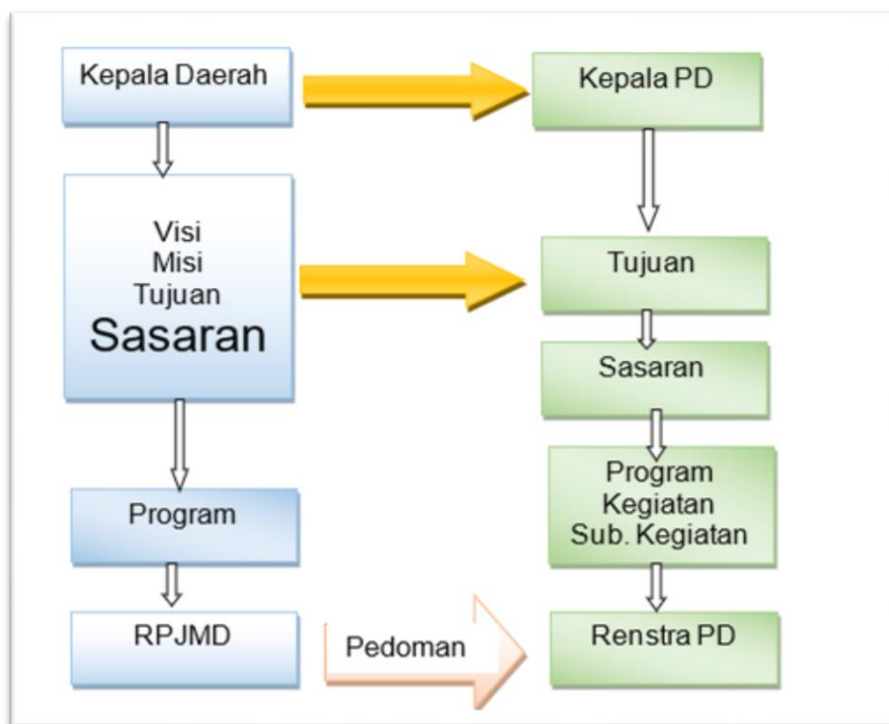 Kepala Daerah
Kepala PD
Visi
Misi
Tujuan
Sasaran
Tujuan
Sasaran
Program
Program
Kegiatan
Sub. Kegiatan
RPJMD
Pedoman
Renstra PD